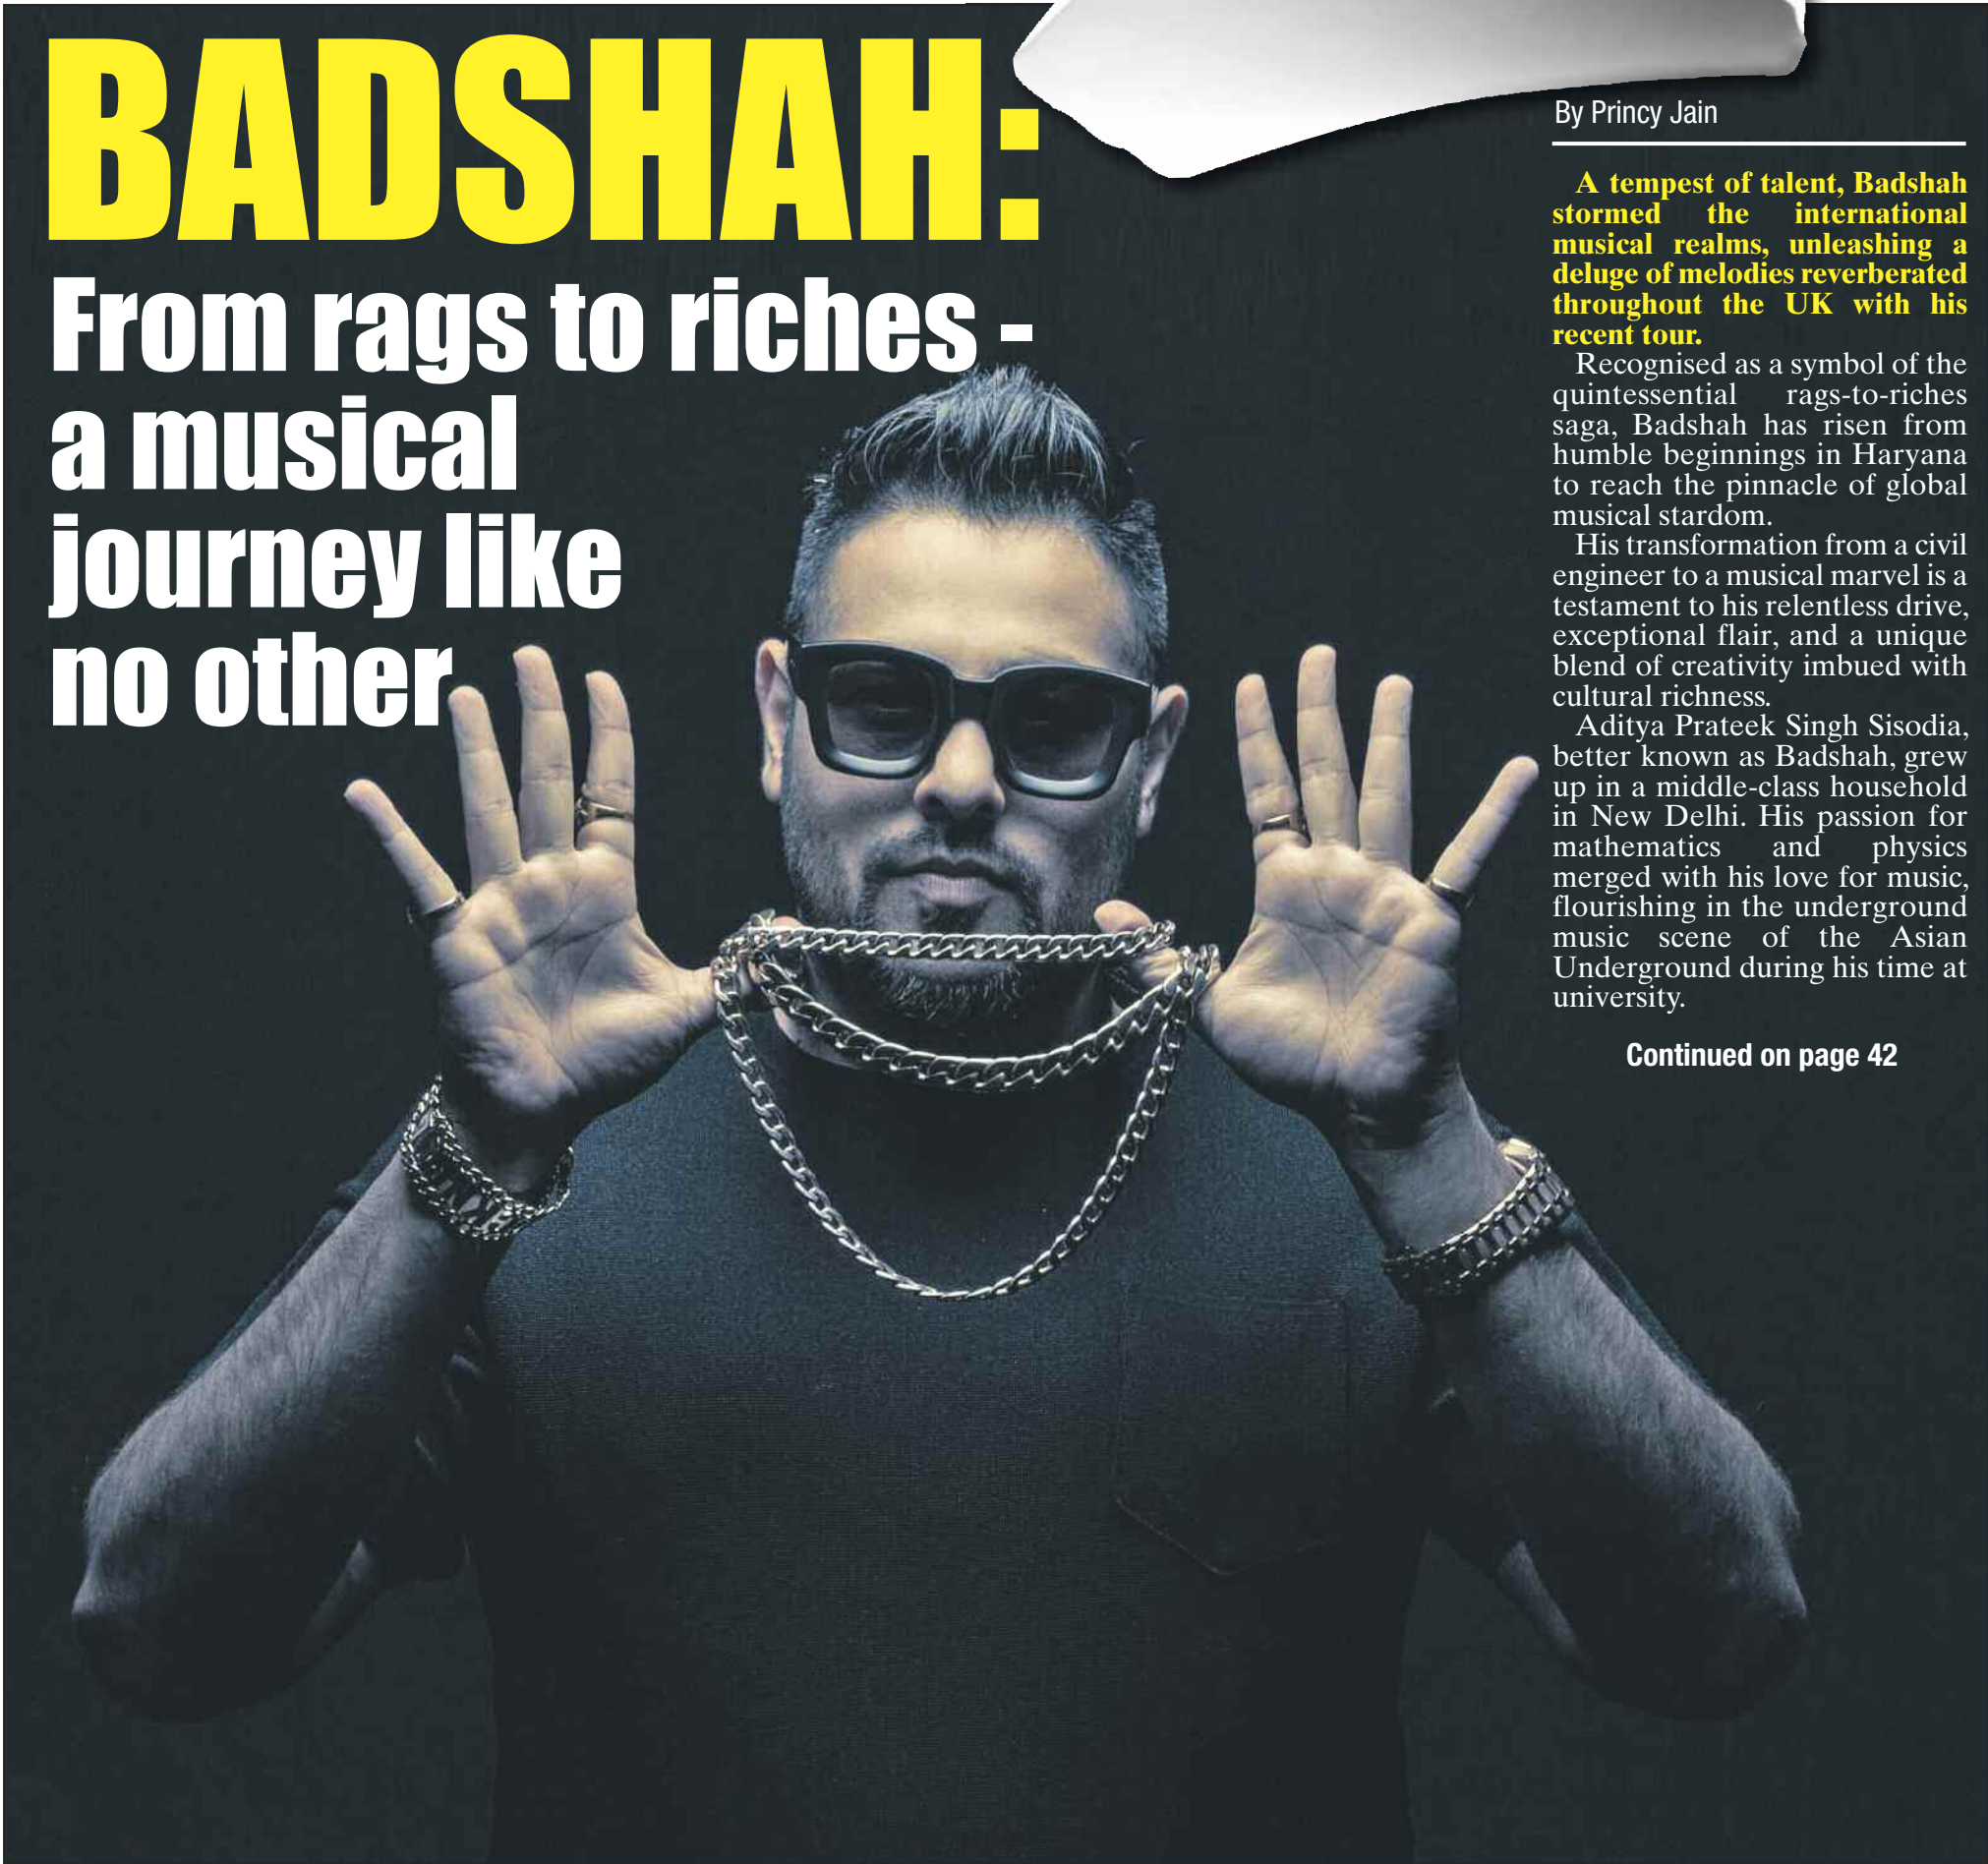 BADSHAH:
From rags to riches -
a musical
journey like
no other
By Princy Jain
A tempest of talent, Badshah
stormed the international
musical realms, unleashing a
deluge of melodies reverberated
throughout the UK with his
recent tour.
Recognised as a symbol of the
quintessential rags-to-riches
saga, Badshah has risen from
humble beginnings in Haryana
to reach the pinnacle of global
musical stardom.
His transformation from a civil
engineer to a musical marvel is a
testament to his relentless drive,
exceptional flair, and a unique
blend of creativity imbued with
cultural richness.
Aditya Prateek Singh Sisodia,
better known as Badshah, grew
up in a middle-class household
in New Delhi. His passion for
mathematics and physics
merged with his love for music,
flourishing in the underground
music scene of the Asian
Underground during his time at
university.
Continued on page 42